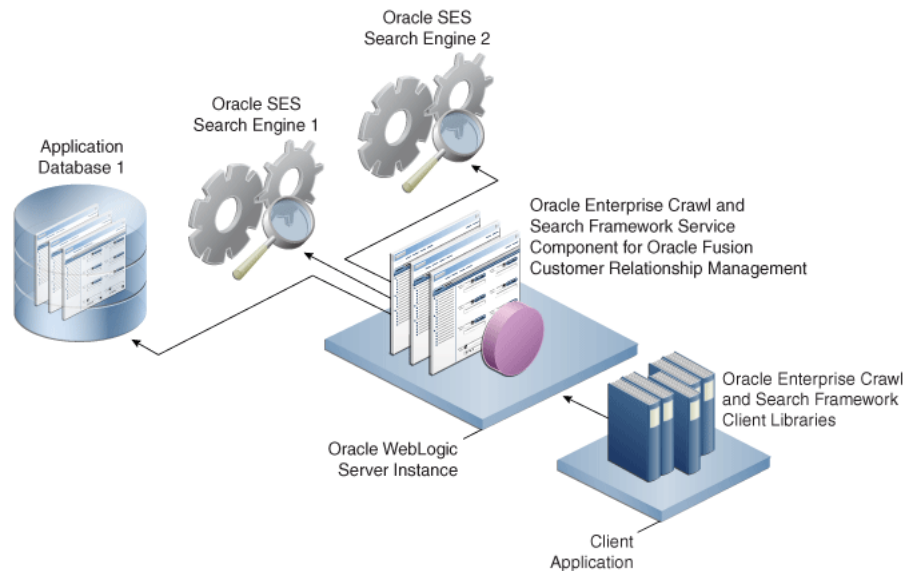 Oracle SES
Search Engine 2
Oracle SES
Search Engine 1
Application
Database 1
Oracle Enterprise Crawl and
Search Framework Service
Component for Oracle Fusion
Customer Relationship Management
Oracle Enterprise Crawl
and Search Framework
Client Libraries
Oracle WebLogic
Server Instance
Client
Application